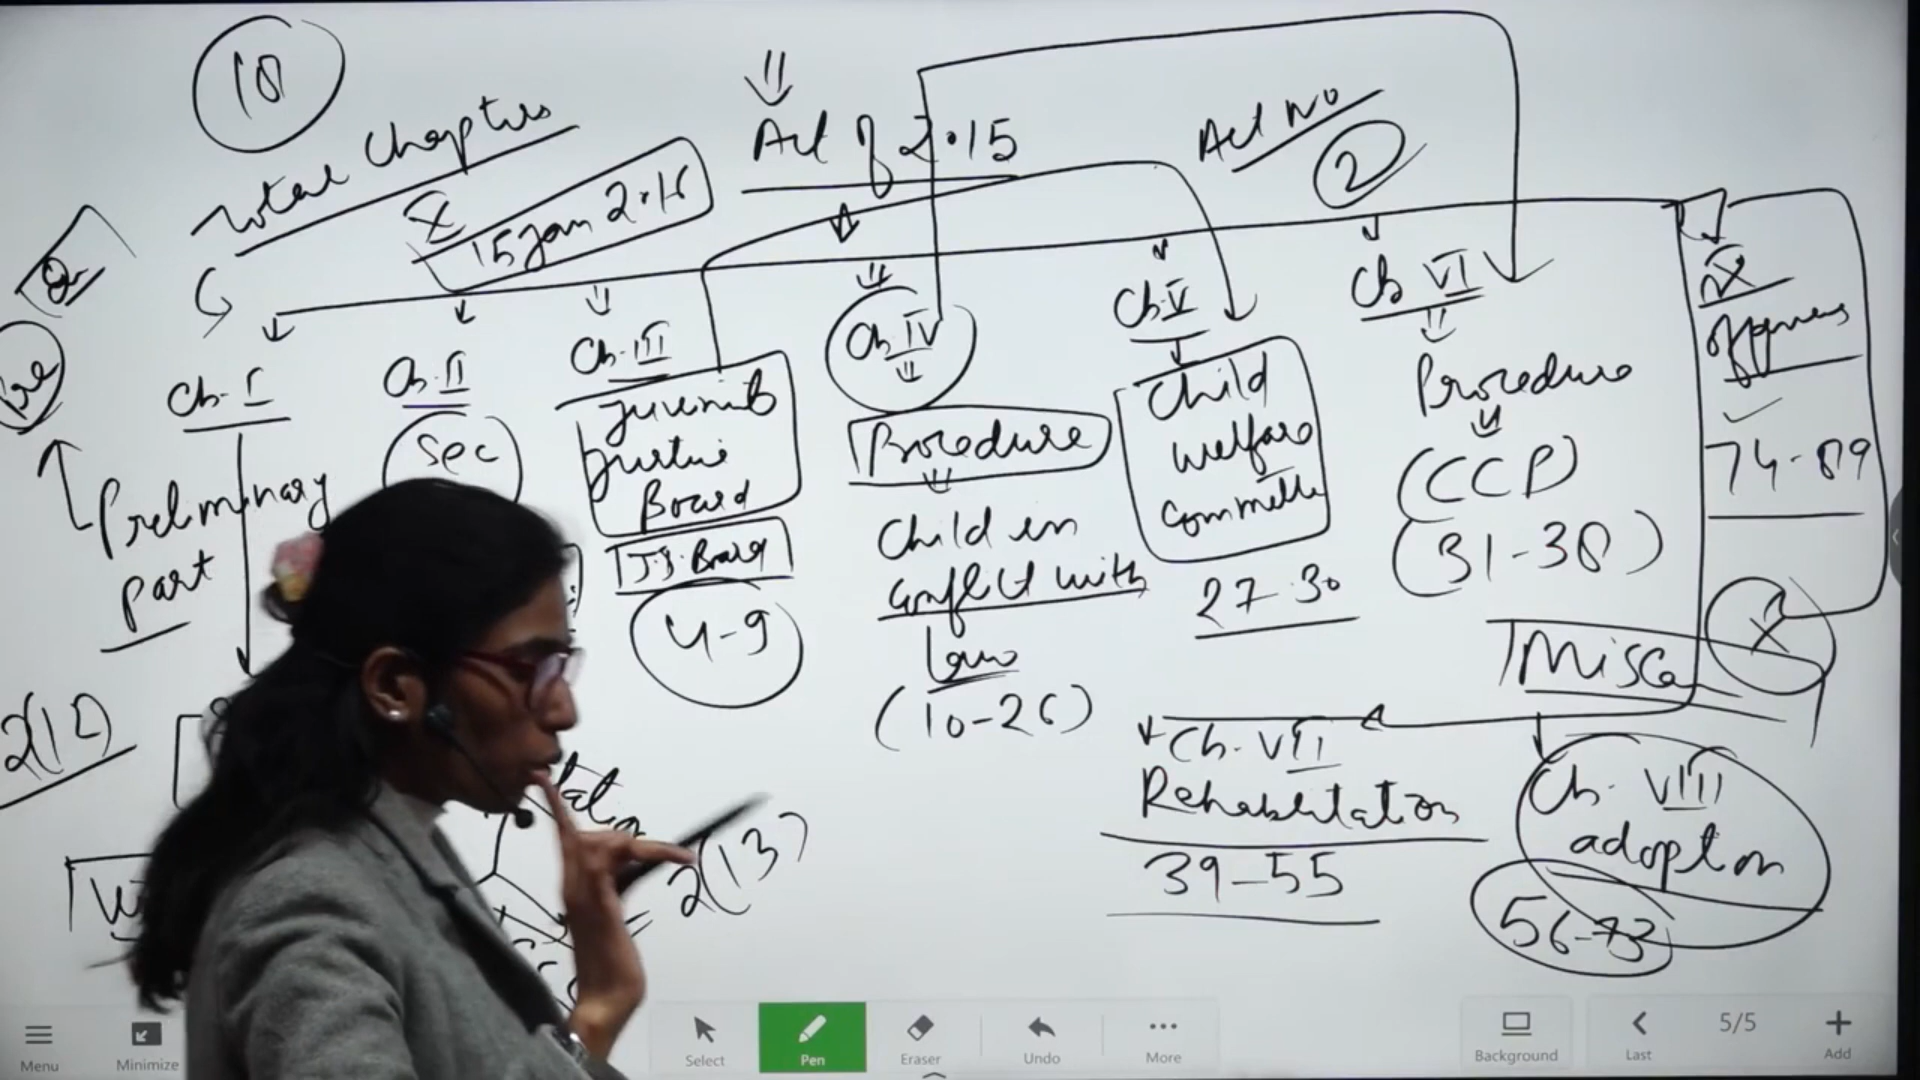 10
Total Chapters
X
15 Jan 2016
Act of 2015
Act No
2
Ch-I
Preliminary
part
Ch.II
Sec
Ch.III
Juvenile
Justice
Board
J.J. Board
4-9
Ch IV
Procedure
Child in
Conflict with
Law
(10-26)
Ch.V
Child
Welfare
Committee
27-30
Ch VI
Procedure
(CCP)
(31-38)
IX
offences
74-89
X
Misce
Ch. VII
Rehabilitation
39-55
Ch. VIII
adoption
56-73
2(12)
2(13)
Menu
Minimize
Select
Pen
Eraser
Undo
More
Background
Last
5/5
Add